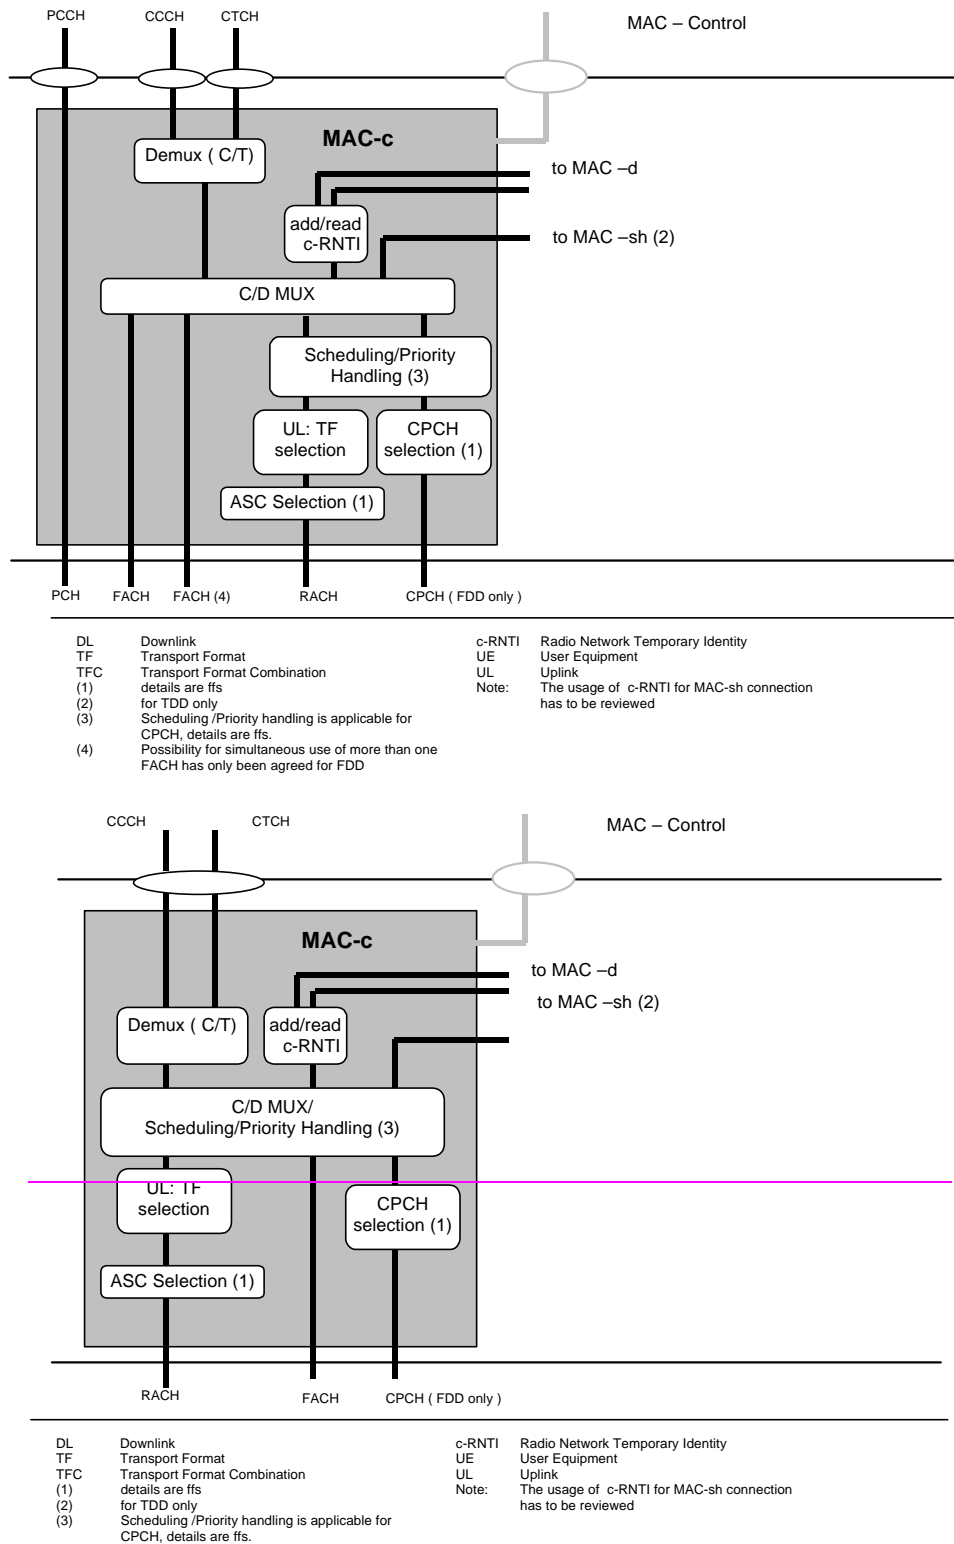 PCCH CCCH CTCH MAC – Control
MAC-c
Demux ( C/T)
to MAC –d
add/read
c-RNTI
to MAC –sh (2)
C/D MUX
Scheduling/Priority
Handling (3)
UL: TF
selection
CPCH
selection (1)
ASC Selection (1)
PCH FACH FACH (4) RACH CPCH ( FDD only )
DL Downlink
TF Transport Format
TFC Transport Format Combination
(1) details are ffs
(2) for TDD only
(3) Scheduling /Priority handling is applicable for
CPCH, details are ffs.
(4) Possibility for simultaneous use of more than one
FACH has only been agreed for FDD
c-RNTI Radio Network Temporary Identity
UE User Equipment
UL Uplink
Note: The usage of c-RNTI for MAC-sh connection
has to be reviewed
CCCH CTCH MAC – Control
MAC-c
to MAC –d
to MAC –sh (2)
Demux ( C/T)
add/read
c-RNTI
C/D MUX/
Scheduling/Priority Handling (3)
UL: TF
selection
CPCH
selection (1)
ASC Selection (1)
RACH FACH CPCH ( FDD only )
DL Downlink
TF Transport Format
TFC Transport Format Combination
(1) details are ffs
(2) for TDD only
(3) Scheduling /Priority handling is applicable for
CPCH, details are ffs.
c-RNTI Radio Network Temporary Identity
UE User Equipment
UL Uplink
Note: The usage of c-RNTI for MAC-sh connection
has to be reviewed